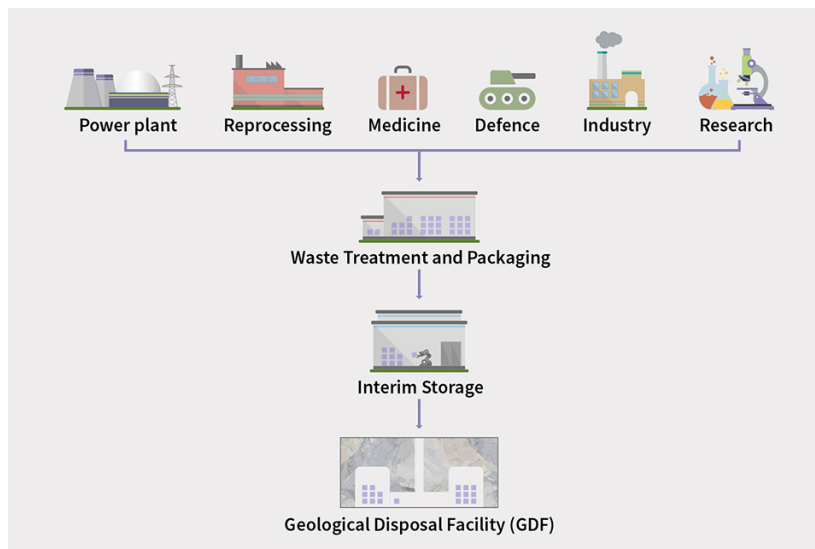 Power plant
Reprocessing
Medicine
Defence
Industry
Research
Waste Treatment and Packaging
Interim Storage
Geological Disposal Facility (GDF)